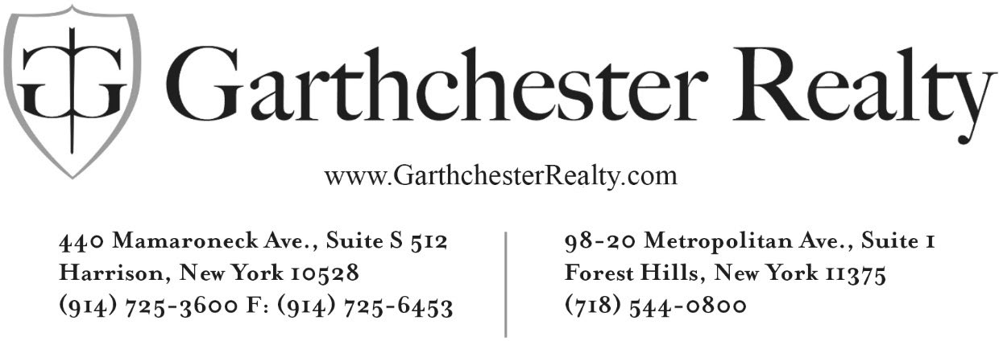 GG
Garthchester Realty
www.GarthchesterRealty.com
440 Mamaroneck Ave., Suite S 512
Harrison, New York 10528
(914) 725-3600 F: (914) 725-6453
98-20 Metropolitan Ave., Suite 1
Forest Hills, New York 11375
(718) 544-0800